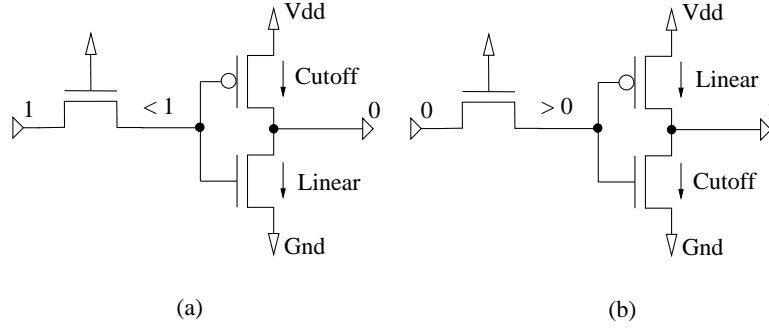 Vdd
Cutoff
1
< 1
0
Linear
Gnd
(a)
Vdd
Linear
0
> 0
Cutoff
Gnd
(b)